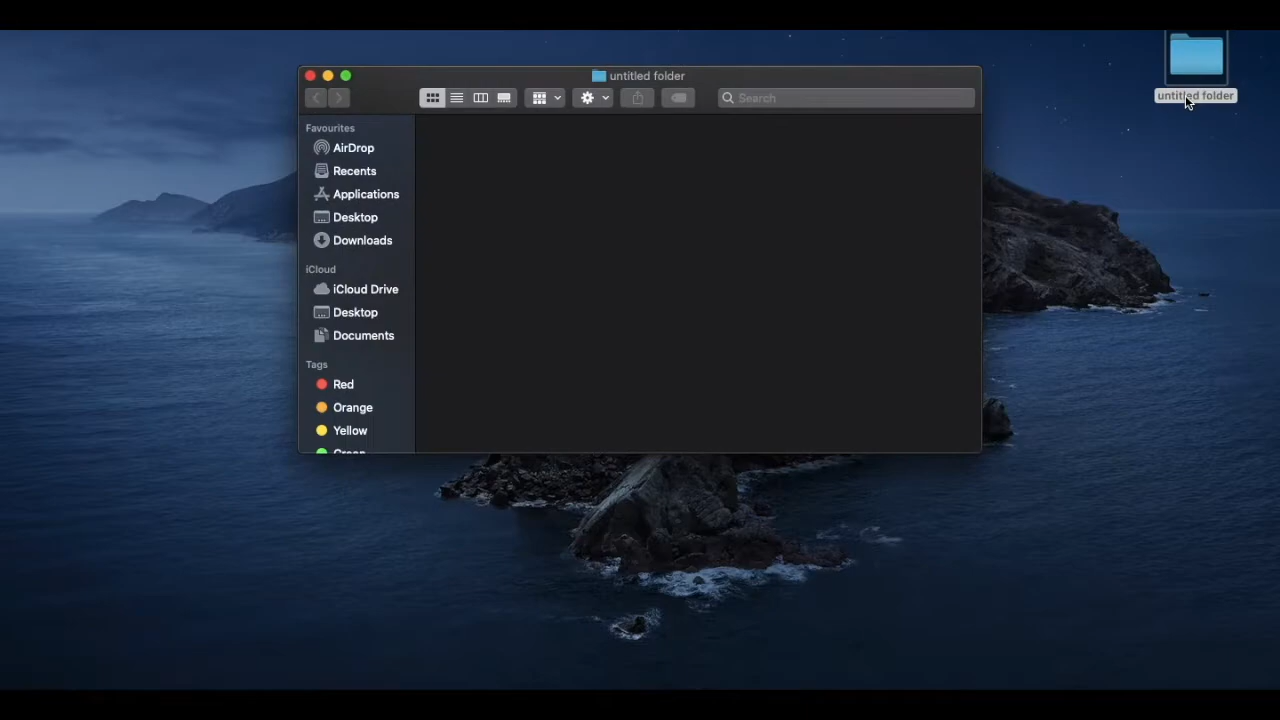 untitled folder
untitled folder
Search
Favourites
AirDrop
Recents
Applications
Desktop
Downloads
iCloud
iCloud Drive
Desktop
Documents
Tags
Red
Orange
Yellow
Green